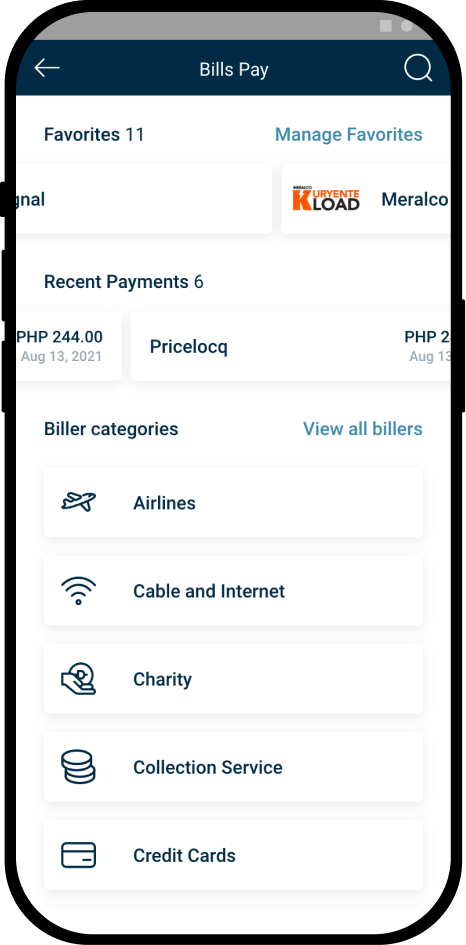 Bills Pay
Favorites 11
Manage Favorites
gnal
MERALCO
KURYENTE
LOAD
Meralco
Recent Payments 6
PHP 244.00
Aug 13, 2021
Pricelocq
PHP 2
Aug 13
Biller categories
View all billers
Airlines
Cable and Internet
Charity
Collection Service
Credit Cards